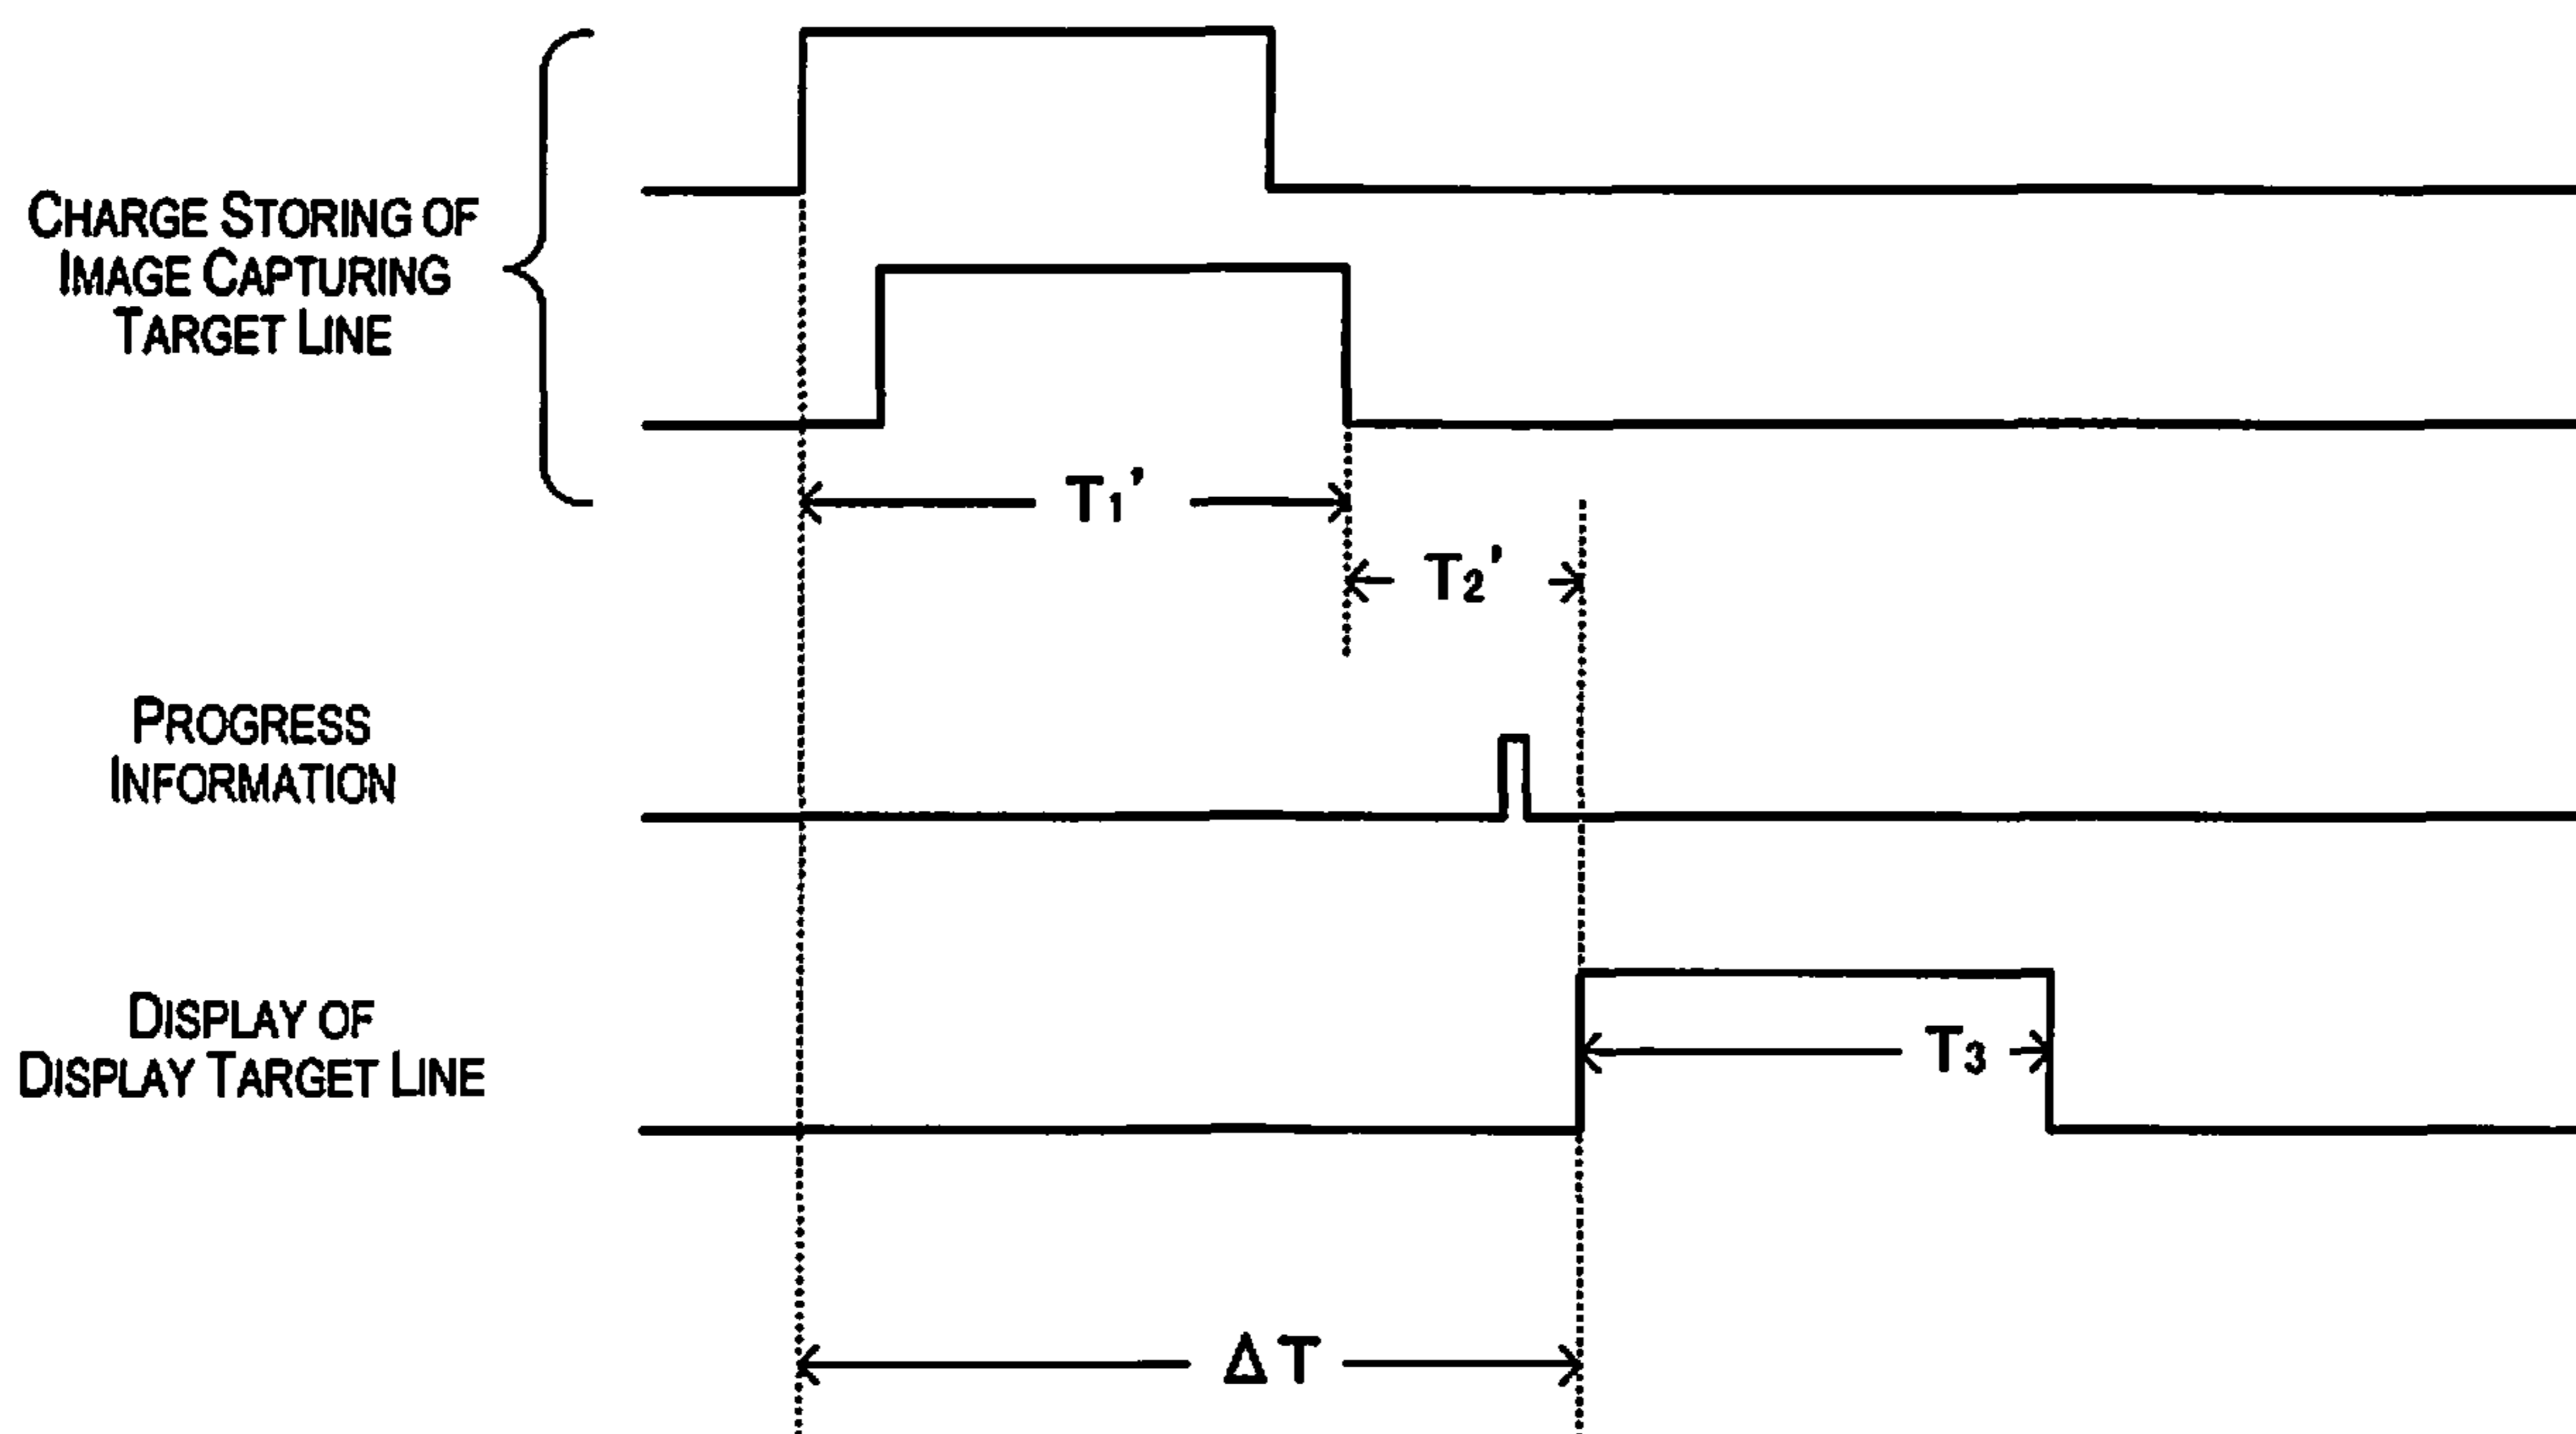 CHARGE STORING OF
IMAGE CAPTURING
TARGET LINE
T1'
T2'
PROGRESS
INFORMATION
DISPLAY OF
DISPLAY TARGET LINE
T3
ΔT